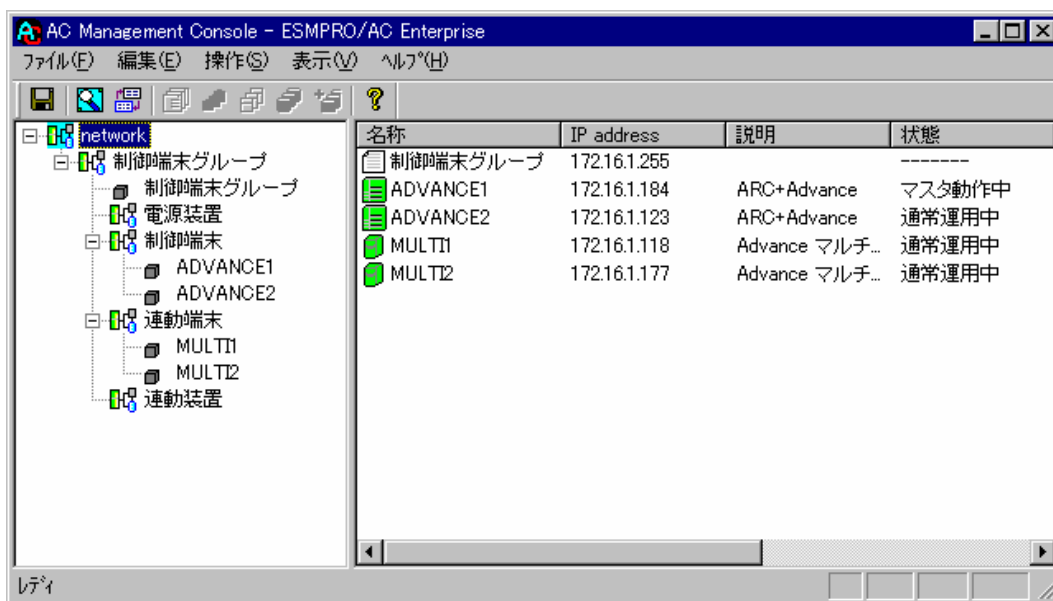 AC Management Console - ESMPRO/AC Enterprise
ﾌｧｲﾙ(F) 編集(E) 操作(S) 表示(V) ﾍﾙﾌﾟ(H)
network
制御端末グループ
制御端末グループ
電源装置
制御端末
ADVANCE1
ADVANCE2
連動端末
MULTI1
MULTI2
連動装置
名称 IP address 説明 状態
制御端末グループ 172.16.1.255 -------
ADVANCE1 172.16.1.184 ARC+Advance マスタ動作中
ADVANCE2 172.16.1.123 ARC+Advance 通常運用中
MULTI1 172.16.1.118 Advance マルチ... 通常運用中
MULTI2 172.16.1.177 Advance マルチ... 通常運用中
ﾚﾃﾞｨ